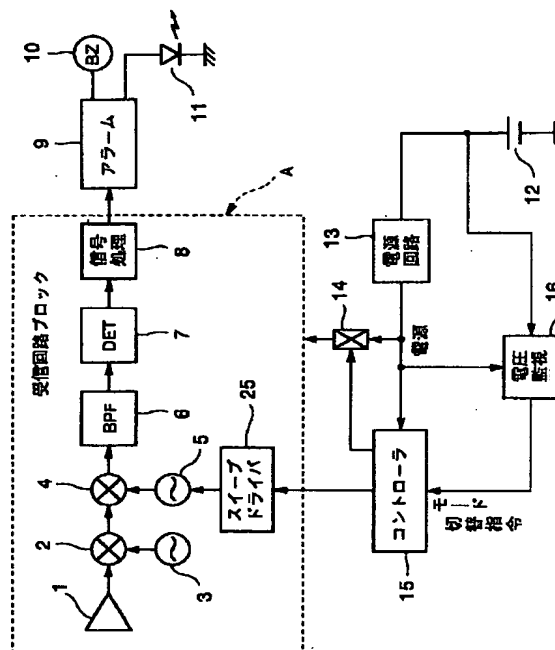 10
BZ
11
9
アラーム
A
受信回路ブロック
信号
処理
8
DET
7
BPF
6
4
2
5
3
1
25
スイープ
ドライバ
12
13
電源
回路
14
電源
16
電圧
監視
コントローラ
15
モード
切替指令